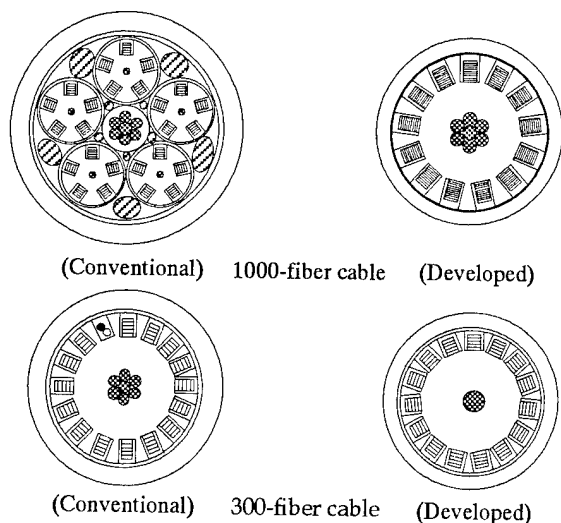 (Conventional) 1000-fiber cable (Developed)
(Conventional) 300-fiber cable (Developed)